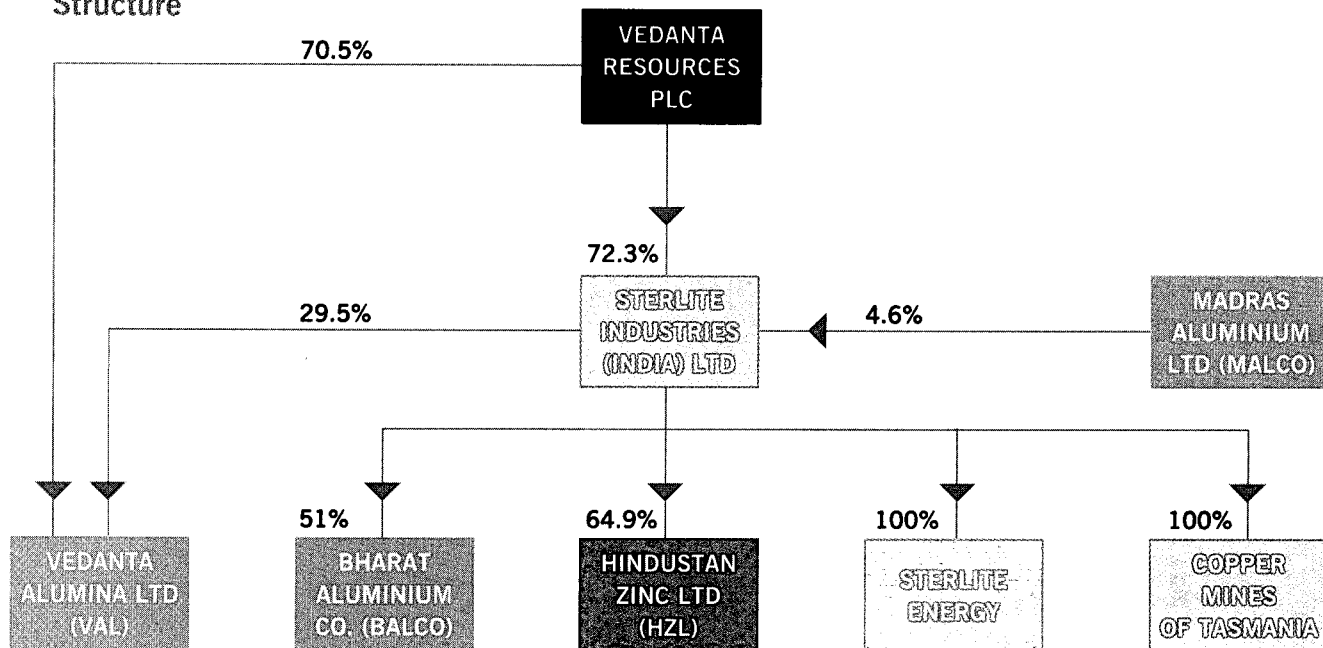 Structure
VEDANTA
RESOURCES
PLC
70.5%
72.3%
STERLITE
INDUSTRIES
(INDIA) LTD
29.5%
4.6%
MADRAS
ALUMINIUM
LTD (MALCO)
VEDANTA
ALUMINA LTD
(VAL)
51%
BHARAT
ALUMINIUM
CO. (BALCO)
64.9%
HINDUSTAN
ZINC LTD
(HZL)
100%
STERLITE
ENERGY
100%
COPPER
MINES
OF TASMANIA